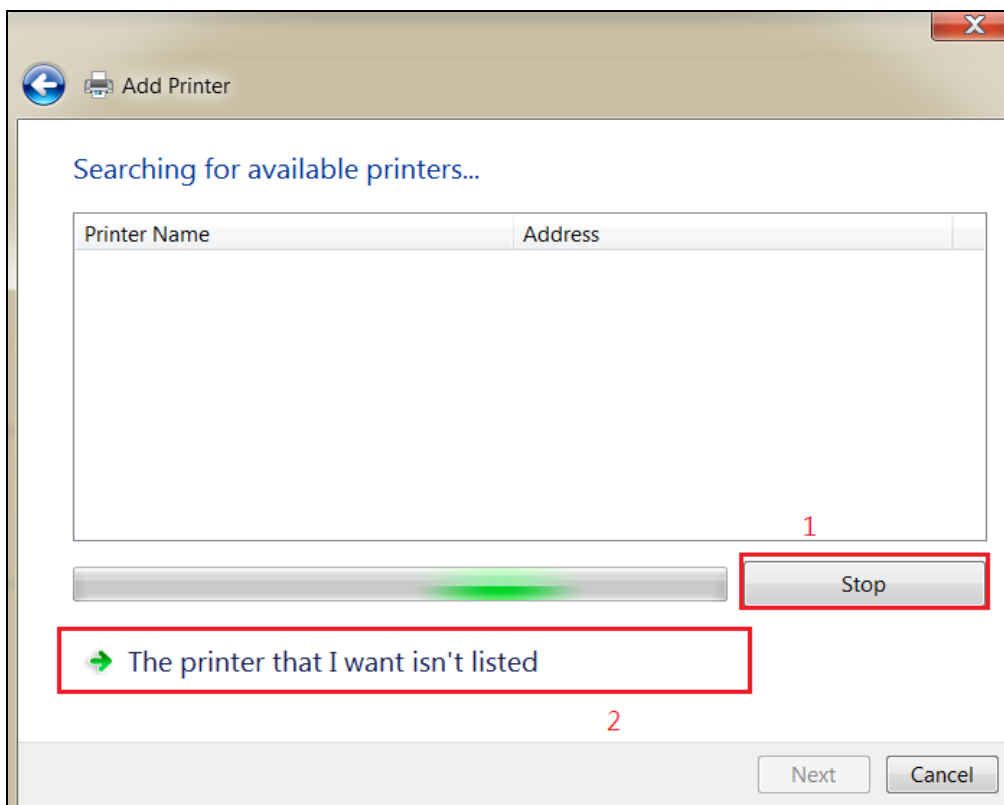 Add Printer
Searching for available printers...
Printer Name Address
1
Stop
The printer that I want isn't listed
2
Next Cancel